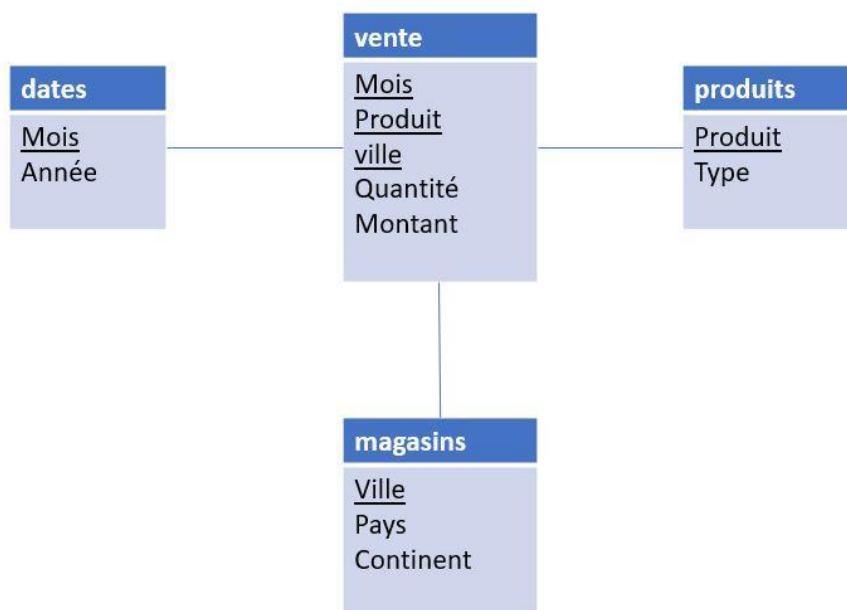 vente
Mois
Produit
ville
Quantité
Montant
dates
Mois
Année
produits
Produit
Type
magasins
Ville
Pays
Continent